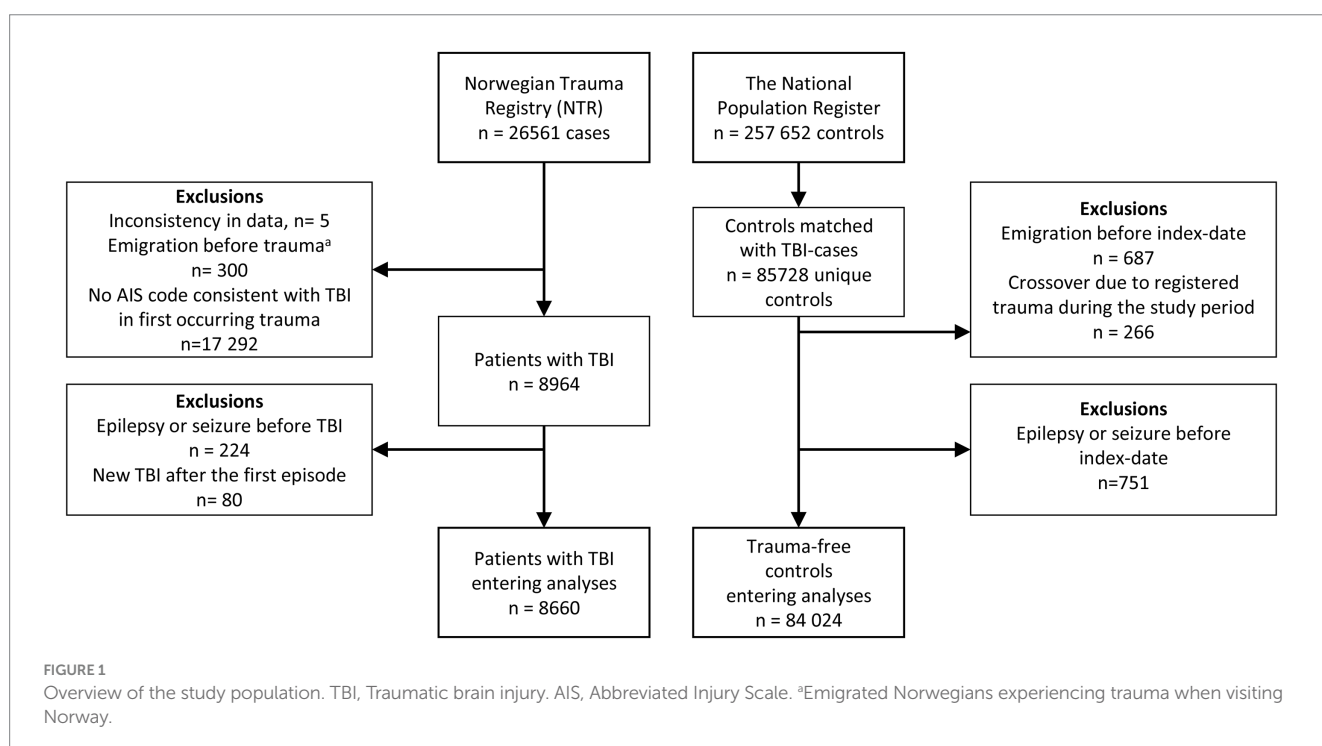 Norwegian Trauma
Registry (NTR)
n = 26561 cases
The National
Population Register
n = 257 652 controls
Exclusions
Inconsistency in data, n= 5
Emigration before traumaᵃ
n= 300
No AIS code consistent with TBI
in first occurring trauma
n=17 292
Controls matched
with TBI-cases
n = 85728 unique
controls
Exclusions
Emigration before index-date
n = 687
Crossover due to registered
trauma during the study period
n = 266
Patients with TBI
n = 8964
Exclusions
Epilepsy or seizure before TBI
n = 224
New TBI after the first episode
n= 80
Exclusions
Epilepsy or seizure before
index-date
n=751
Patients with TBI
entering analyses
n = 8660
Trauma-free
controls
entering analyses
n = 84 024
FIGURE 1
Overview of the study population. TBI, Traumatic brain injury. AIS, Abbreviated Injury Scale. ᵃEmigrated Norwegians experiencing trauma when visiting
Norway.